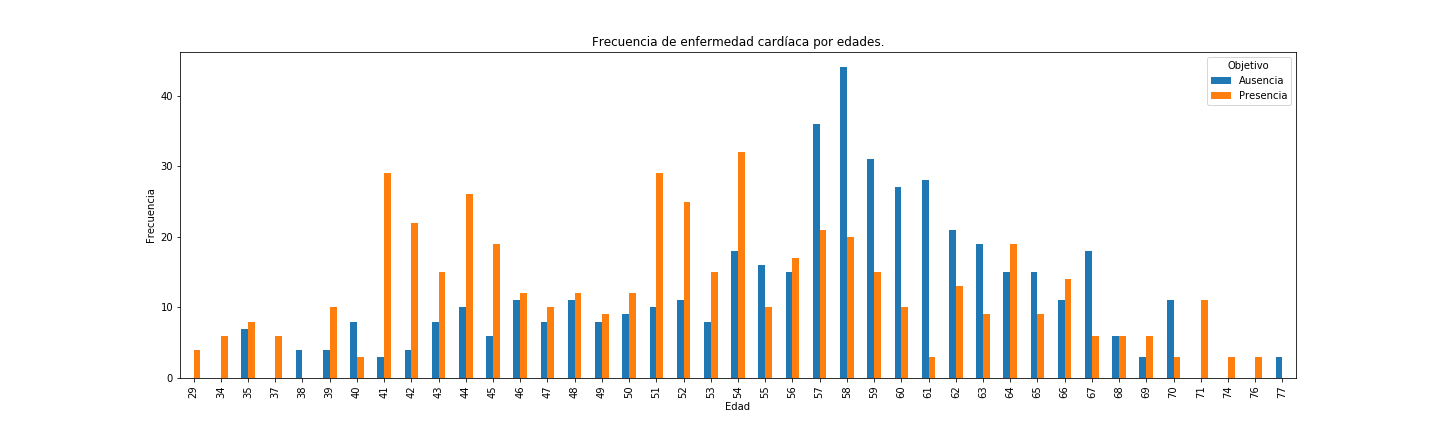 Frecuencia de enfermedad cardíaca por edades.
Objetivo
Ausencia
Presencia
Frecuencia
40
30
20
10
0
29 34 35 37 38 39 40 41 42 43 44 45 46 47 48 49 50 51 52 53 54 55 56 57 58 59 60 61 62 63 64 65 66 67 68 69 70 71 74 76 77
Edad